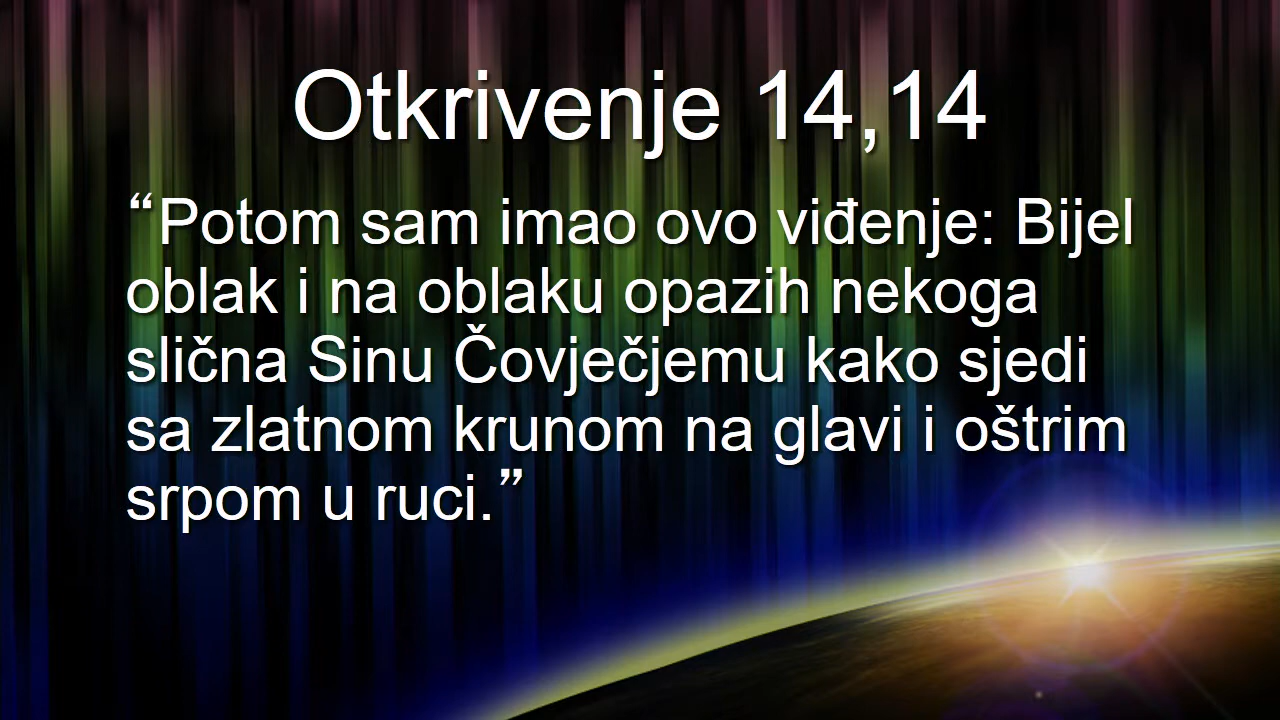 Otkrivenje 14,14
“Potom sam imao ovo viđenje: Bijel
oblak i na oblaku opazih nekoga
slična Sinu Čovječjemu kako sjedi
sa zlatnom krunom na glavi i oštrim
srpom u ruci.”